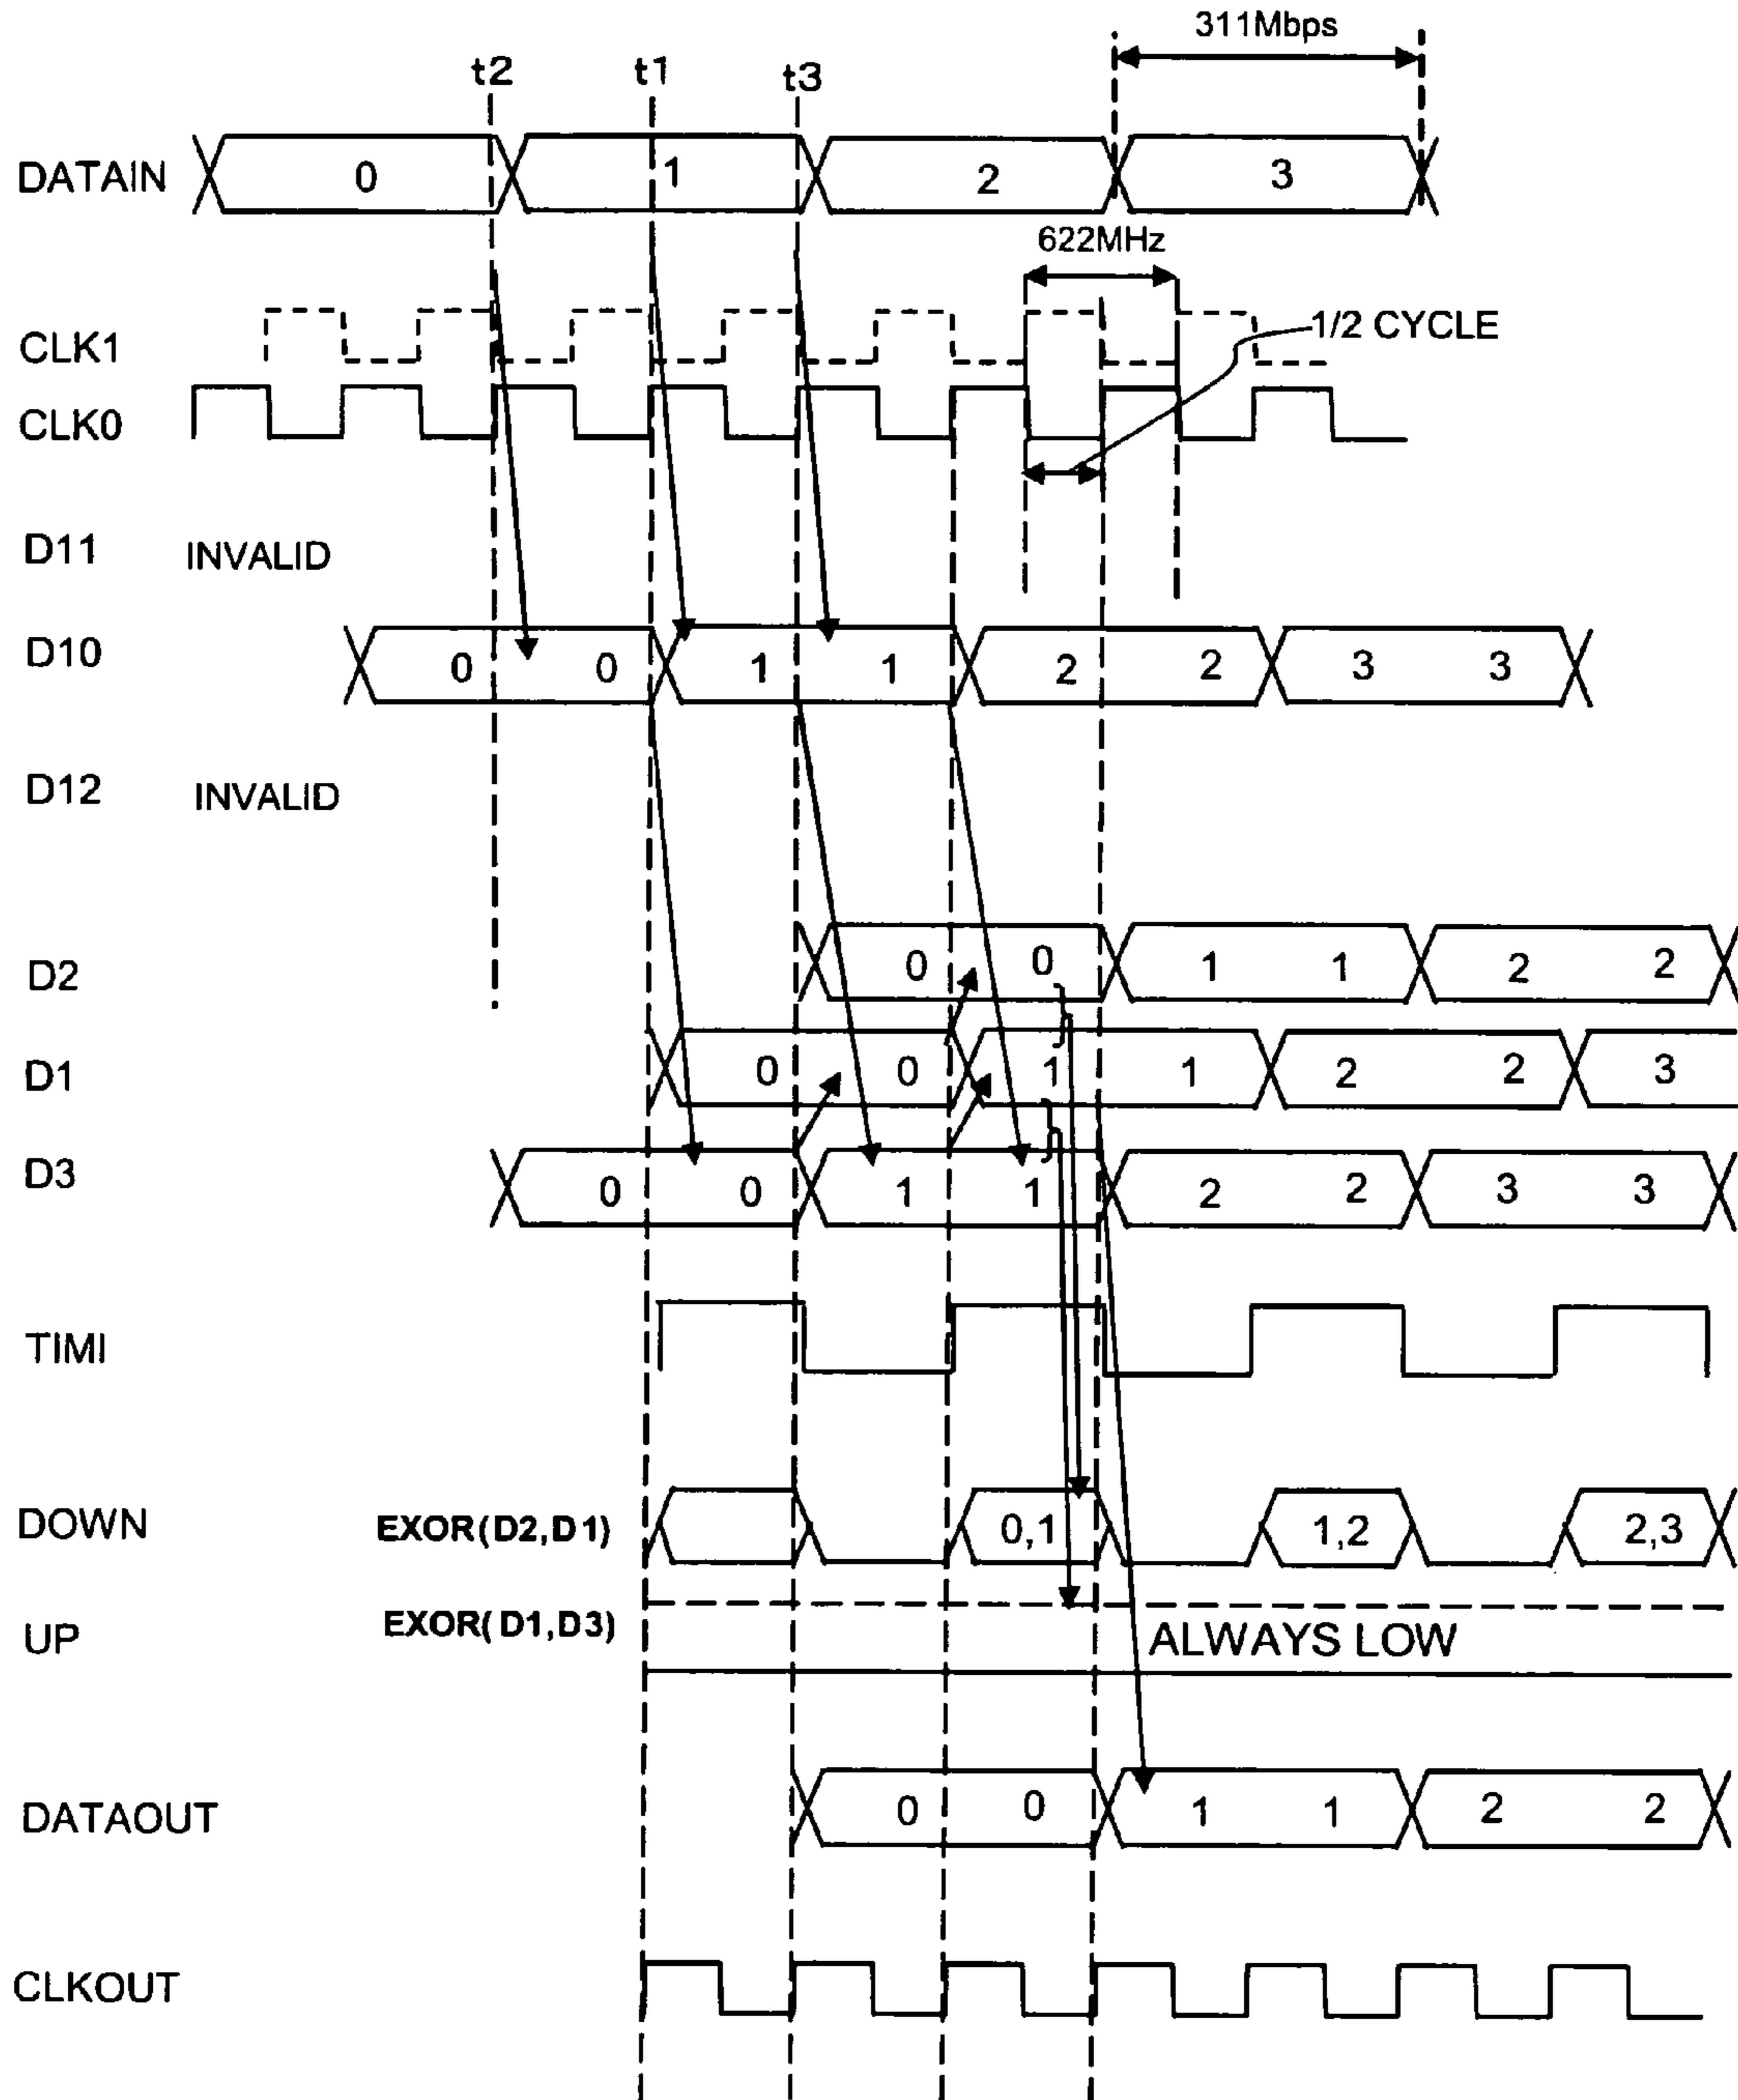 311Mbps
t2 t1 t3
DATAIN 0 1 2 3
622MHz
CLK1 1/2 CYCLE
CLK0
D11 INVALID
D10 0 0 1 1 2 2 3 3
D12 INVALID
D2 0 0 1 1 2 2
D1 0 0 1 1 2 2 3
D3 0 0 1 1 2 2 3 3
TIMI
DOWN EXOR(D2,D1) 0,1 1,2 2,3
UP EXOR(D1,D3) ALWAYS LOW
DATAOUT 0 0 1 1 2 2
CLKOUT